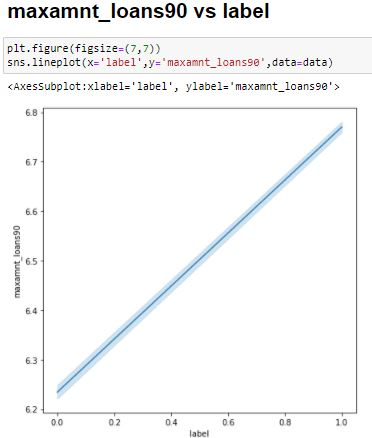 maxamnt_loans90 vs label
plt.figure(figsize=(7,7))
sns.lineplot(x='label',y='maxamnt_loans90',data=data)
<AxesSubplot:xlabel='label', ylabel='maxamnt_loans90'>
6.8
6.7
6.6
6.5
6.4
6.3
6.2
maxamnt_loans90
0.0 0.2 0.4 0.6 0.8 1.0
label